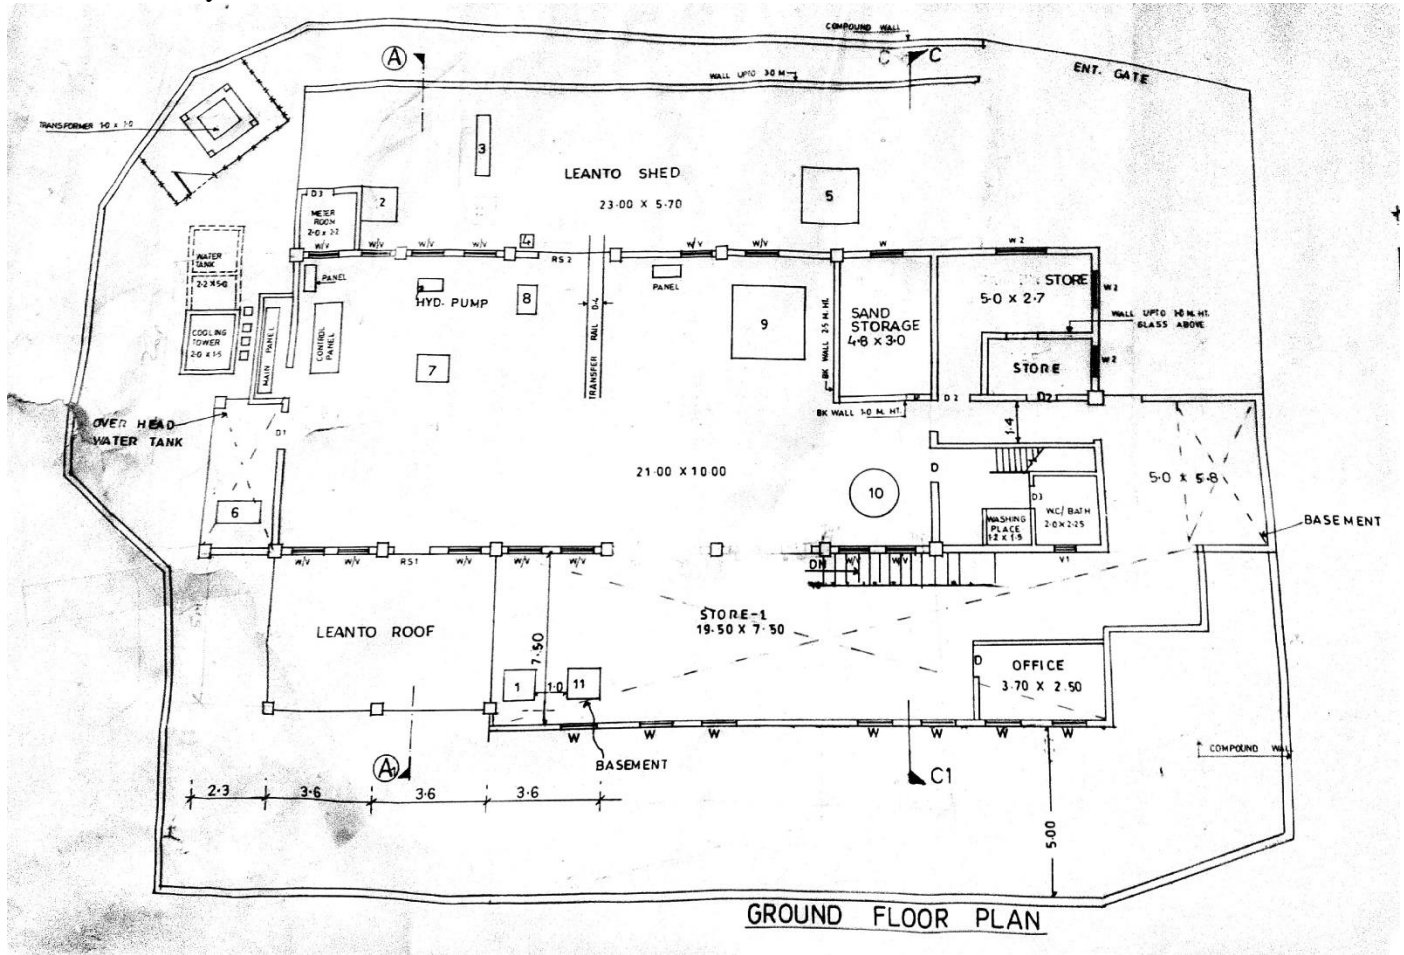 COMPOUND WALL
A
C
C
ENT. GATE
WALL UPTO 3·0 M
TRANSFORMER 1·0 x 1·0
3
LEANTO SHED
23·00 X 5·70
5
D3
METER
ROOM
2·0 x 2·2
2
4
W/V
W/V
W/V
W/V
RS 2
W/V
W/V
W
W 2
WATER
TANK
2·2 X 5·0
PANEL
HYD. PUMP
8
TRANSFER RAIL D-4
PANEL
9
BK WALL 2·5 M. HT.
SAND
STORAGE
4·8 X 3·0
STORE
5·0 X 2·7
W 2
WALL UPTO 1·0 M. HT.
GLASS ABOVE
COOLING
TOWER
2·0 x 1·5
MAIN PANEL
CONTROL
PANEL
7
STORE
W 2
BK WALL 1·0 M. HT.
D 2
D2
OVER HEAD
WATER TANK
D1
1·4
21·00 X 10·00
D
10
5·0 X 5·8
6
D3
W.C/ BATH
2·0 X 2·25
WASHING
PLACE
1·2 X 1·5
BASEMENT
W/V
W/V
RS1
W/V
W/V
W/V
DN
W/V
W/V
V1
LEANTO ROOF
7·50
STORE-1
19·50 X 7·50
D
OFFICE
3·70 X 2·50
1
1·0
11
W
W
W
W
W
W
W
BASEMENT
COMPOUND WALL
A1
C1
2·3
3·6
3·6
3·6
5·00
GROUND FLOOR PLAN